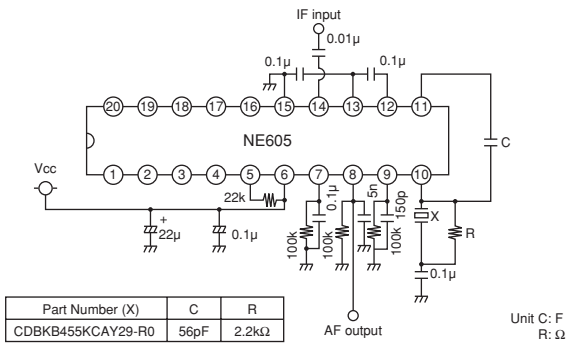 IF input
0.01μ
0.1μ 0.1μ
20 19 18 17 16 15 14 13 12 11
NE605
C
Vcc
1 2 3 4 5 6 7 8 9 10
22k
+
22μ
0.1μ
100k
0.1μ
100k
5n
100k
150p
X
R
0.1μ
AF output
Part Number (X) C R
CDBKB455KCAY29-R0 56pF 2.2kΩ
Unit C: F
R: Ω